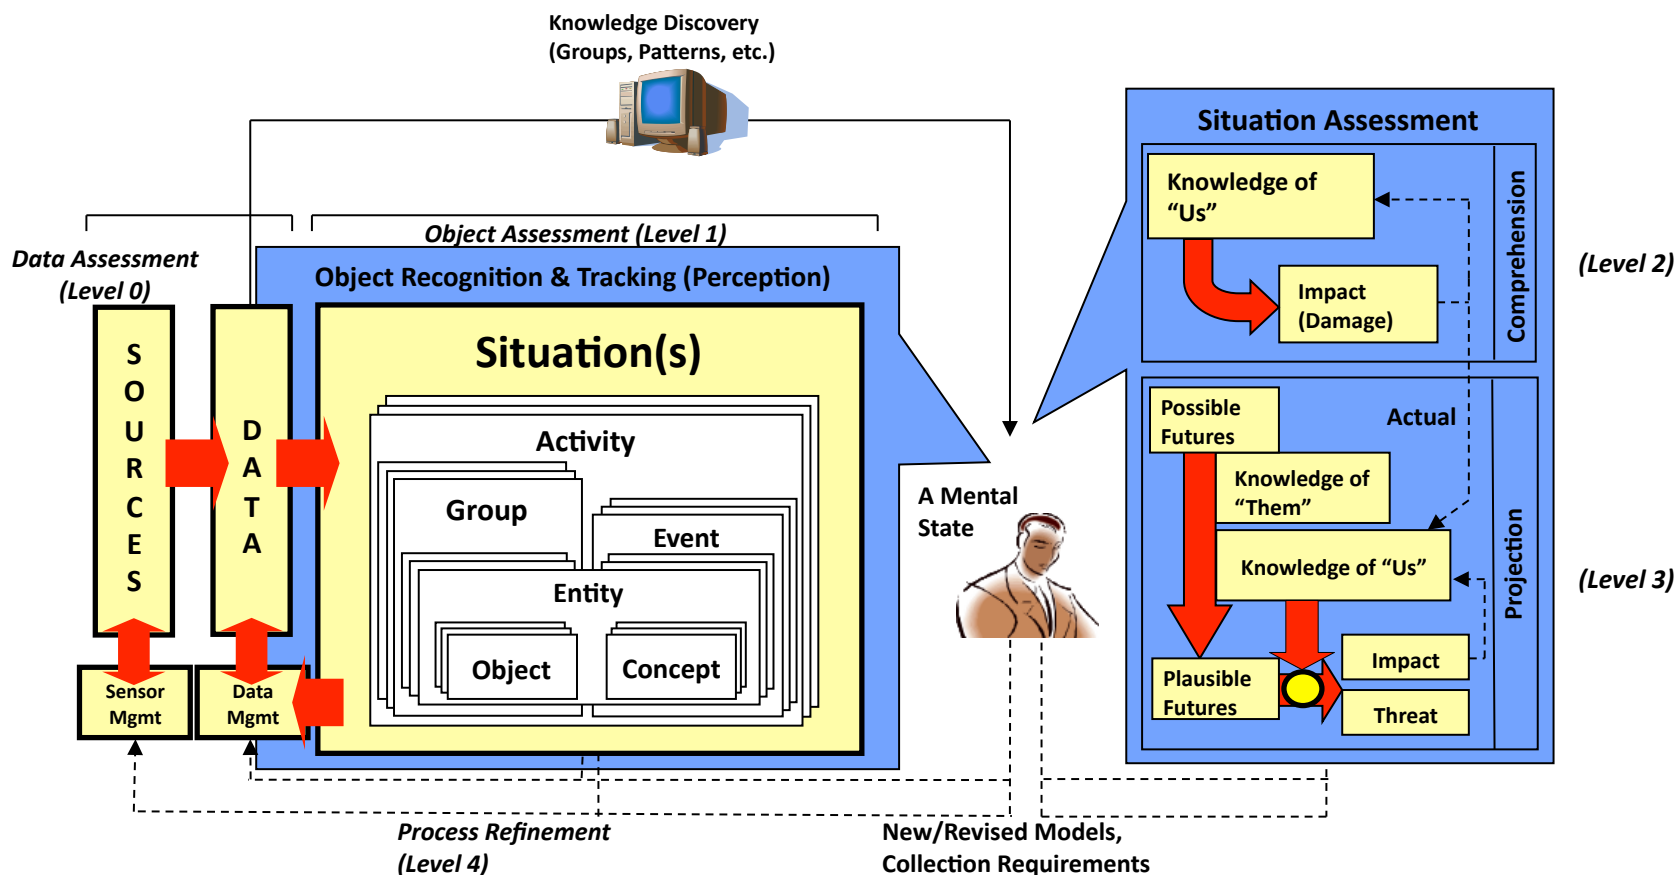 Knowledge Discovery
(Groups, Patterns, etc.)
Situation Assessment
Knowledge of
“Us”
Impact
(Damage)
Comprehension
(Level 2)
Object Assessment (Level 1)
Data Assessment
(Level 0)
Object Recognition & Tracking (Perception)
SOURCES
DATA
Situation(s)
Activity
Group
Event
Entity
Object
Concept
Sensor
Mgmt
Data
Mgmt
A Mental
State
Possible
Futures
Actual
Knowledge of
“Them”
Knowledge of “Us”
Projection
(Level 3)
Plausible
Futures
Impact
Threat
Process Refinement
(Level 4)
New/Revised Models,
Collection Requirements